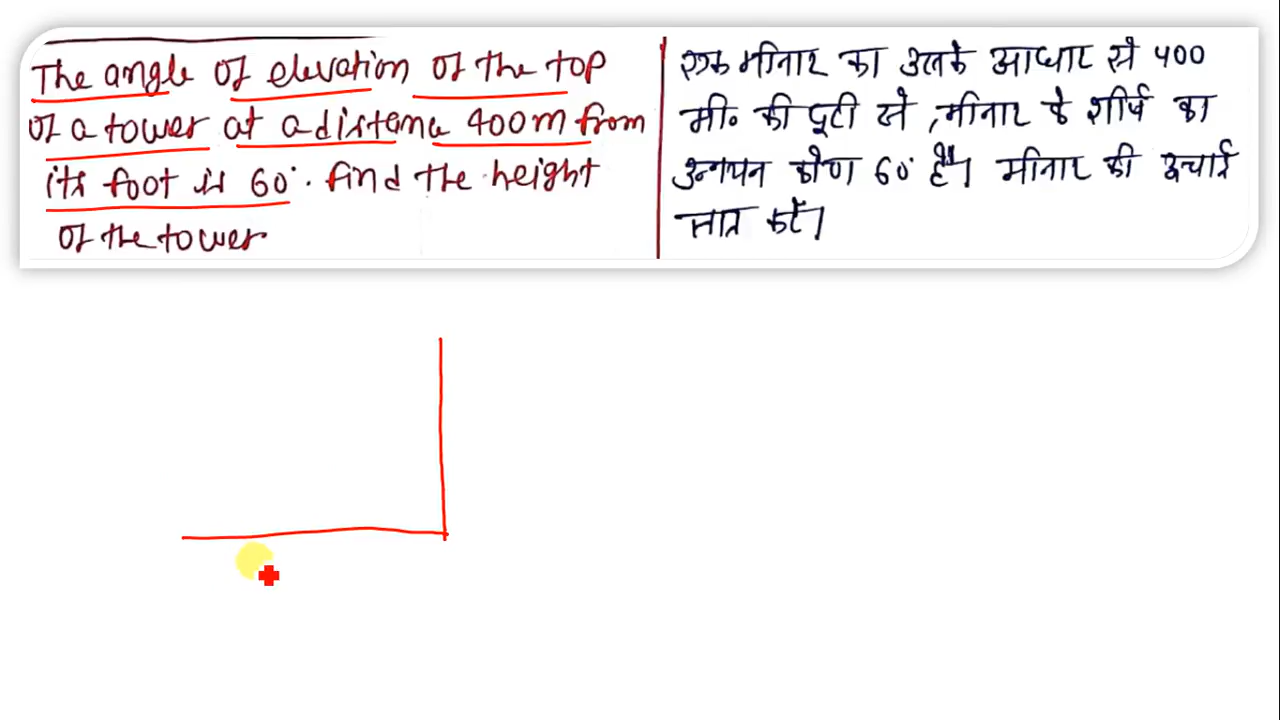 The angle of elevation of the top
of a tower at a distance 400m from
its foot is 60°. find the height
of the tower
एक मीनार का उसके आधार से 400
मी० की दूरी से, मीनार के शीर्ष का
उन्नयन कोण 60° है। मीनार की ऊचाई
ज्ञात करें।